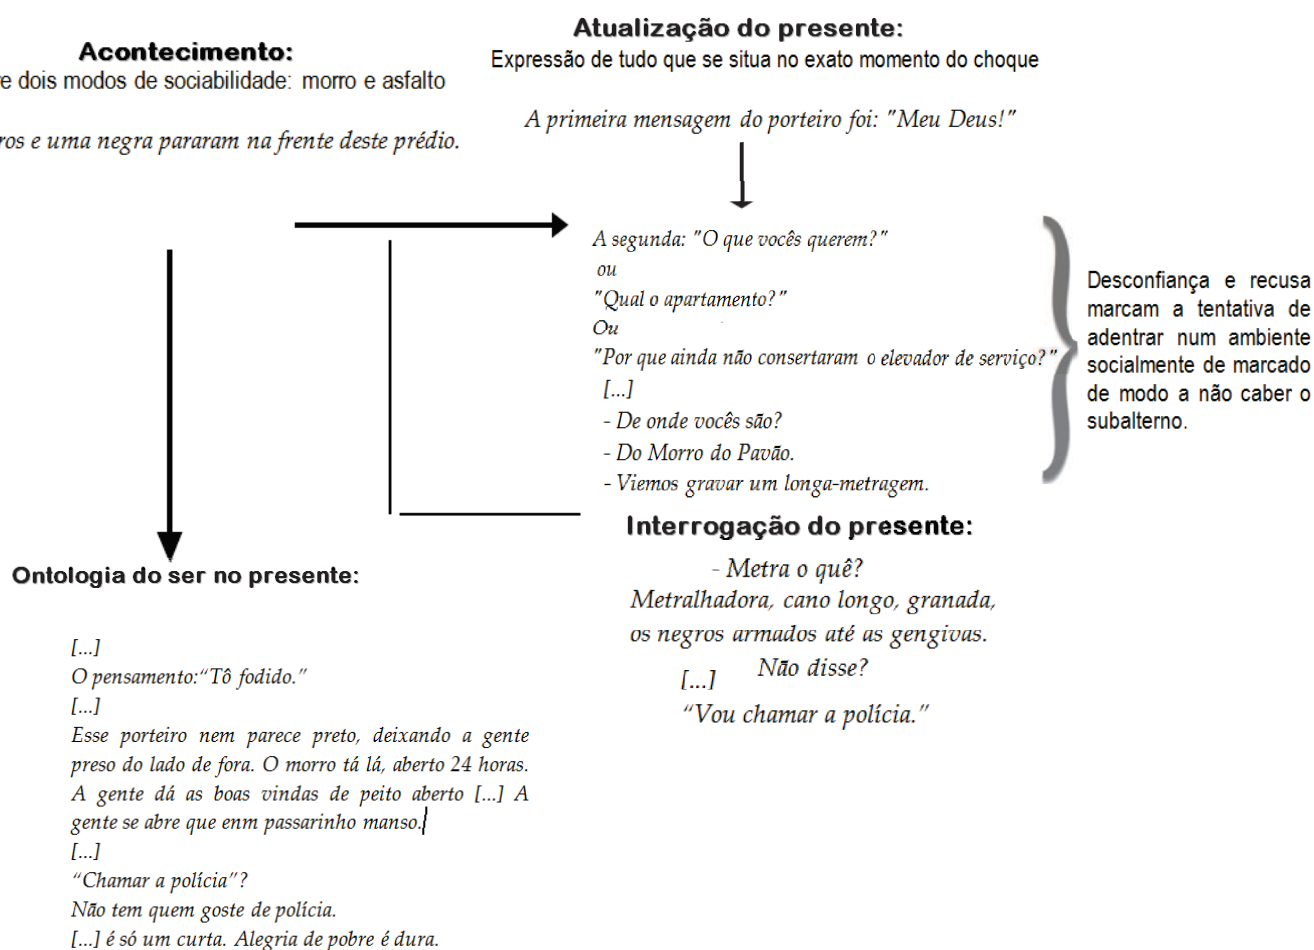 Acontecimento:
e dois modos de sociabilidade: morro e asfalto
ros e uma negra pararam na frente deste prédio.
Atualização do presente:
Expressão de tudo que se situa no exato momento do choque
A primeira mensagem do porteiro foi: "Meu Deus!"
A segunda: "O que vocês querem?"
ou
"Qual o apartamento?"
Ou
"Por que ainda não consertaram o elevador de serviço?"
[...]
- De onde vocês são?
- Do Morro do Pavão.
- Viemos gravar um longa-metragem.
Desconfiança e recusa
marcam a tentativa de
adentrar num ambiente
socialmente de marcado
de modo a não caber o
subalterno.
Interrogação do presente:
- Metra o quê?
Metralhadora, cano longo, granada,
os negros armados até as gengivas.
[...] Não disse?
"Vou chamar a polícia."
Ontologia do ser no presente:
[...]
O pensamento:“Tô fodido.”
[...]
Esse porteiro nem parece preto, deixando a gente
preso do lado de fora. O morro tá lá, aberto 24 horas.
A gente dá as boas vindas de peito aberto [...] A
gente se abre que enm passarinho manso.
[...]
“Chamar a polícia”?
Não tem quem goste de polícia.
[...] é só um curta. Alegria de pobre é dura.